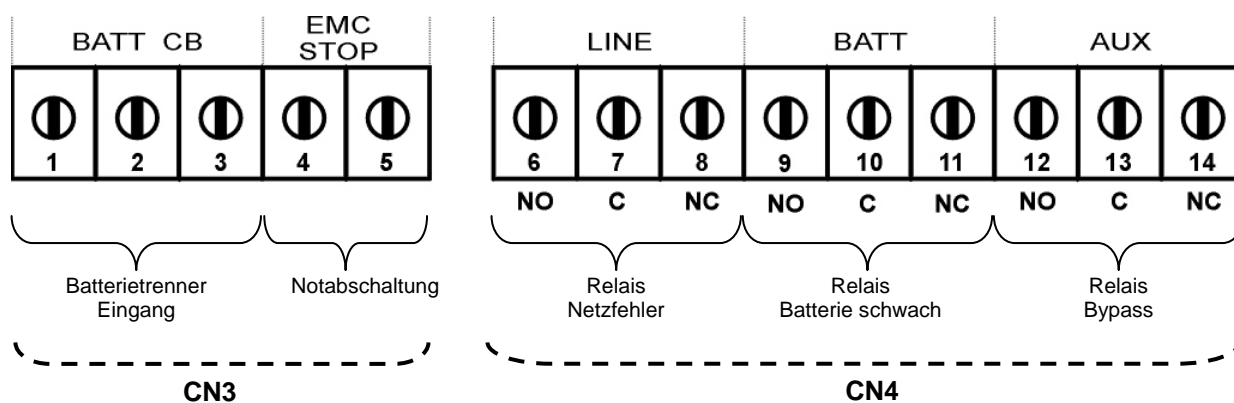 BATT CB
EMC
STOP
1 2 3 4 5
Batterietrenner
Eingang
Notabschaltung
CN3
LINE BATT AUX
6 7 8 9 10 11 12 13 14
NO C NC NO C NC NO C NC
Relais
Netzfehler
Relais
Batterie schwach
Relais
Bypass
CN4